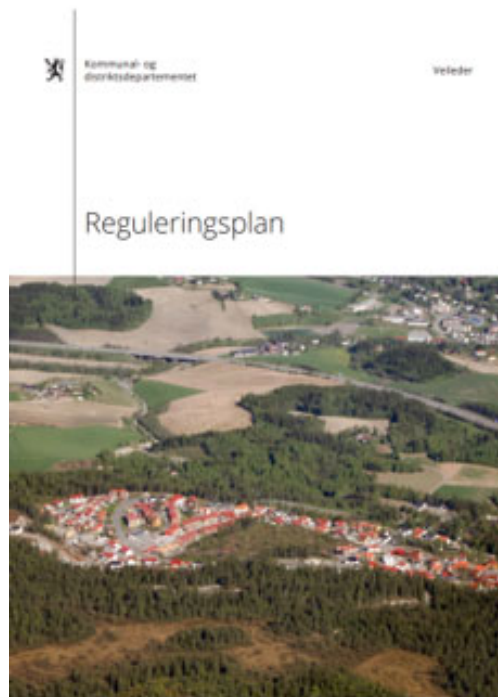 Kommunal- og
distriktsdepartementet
Veileder
Reguleringsplan